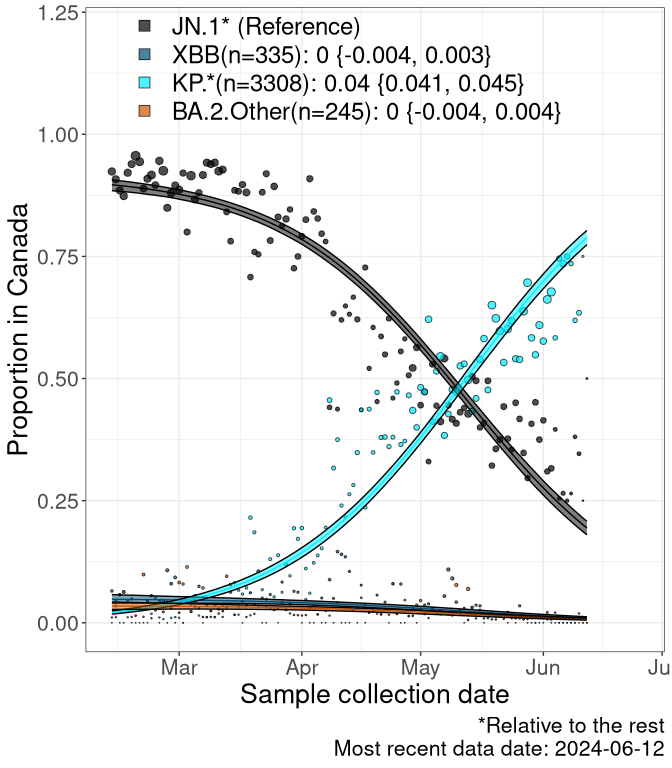 JN.1* (Reference)
XBB(n=335): 0 {-0.004, 0.003}
KP.*(n=3308): 0.04 {0.041, 0.045}
BA.2.Other(n=245): 0 {-0.004, 0.004}
1.25
1.00
0.75
0.50
0.25
0.00
Proportion in Canada
Mar Apr May Jun Ju
Sample collection date
*Relative to the rest
Most recent data date: 2024-06-12